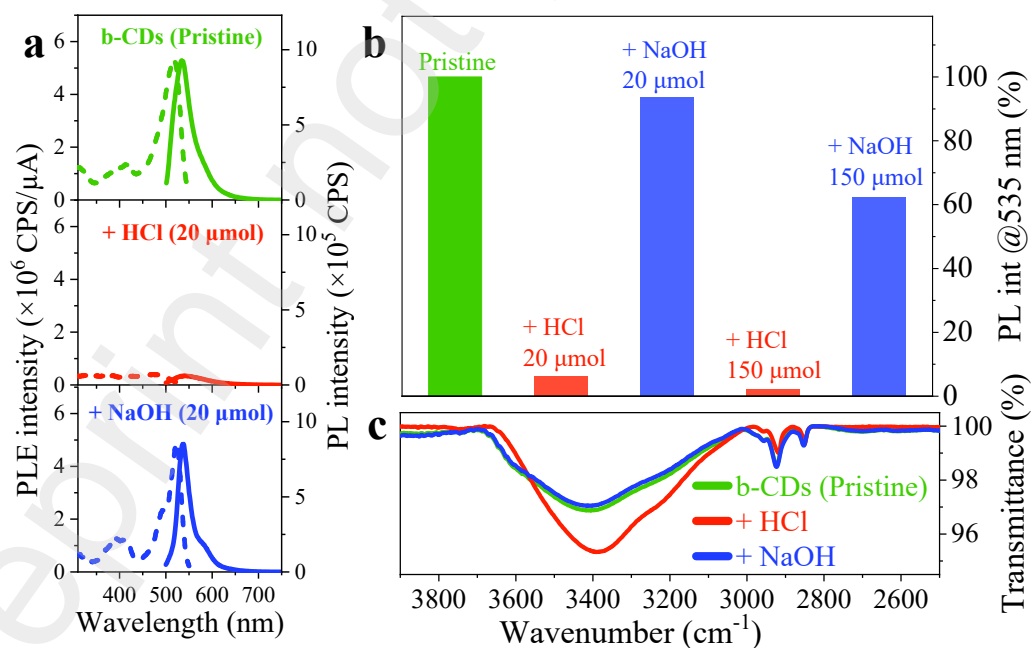 a
b-CDs (Pristine)
6
4
2
0
10
5
0
+ HCl (20 µmol)
6
4
2
0
10
5
0
+ NaOH (20 µmol)
6
4
2
0
10
5
0
400 500 600 700
Wavelength (nm)
PLE intensity (×10⁶ CPS/µA)
PL intensity (×10⁵ CPS)
b
Pristine
+ HCl
20 µmol
+ NaOH
20 µmol
+ HCl
150 µmol
+ NaOH
150 µmol
100
80
60
40
20
0
PL int @535 nm (%)
c
b-CDs (Pristine)
+ HCl
+ NaOH
100
98
96
Transmittance (%)
3800 3600 3400 3200 3000 2800 2600
Wavenumber (cm⁻¹)
eprint not